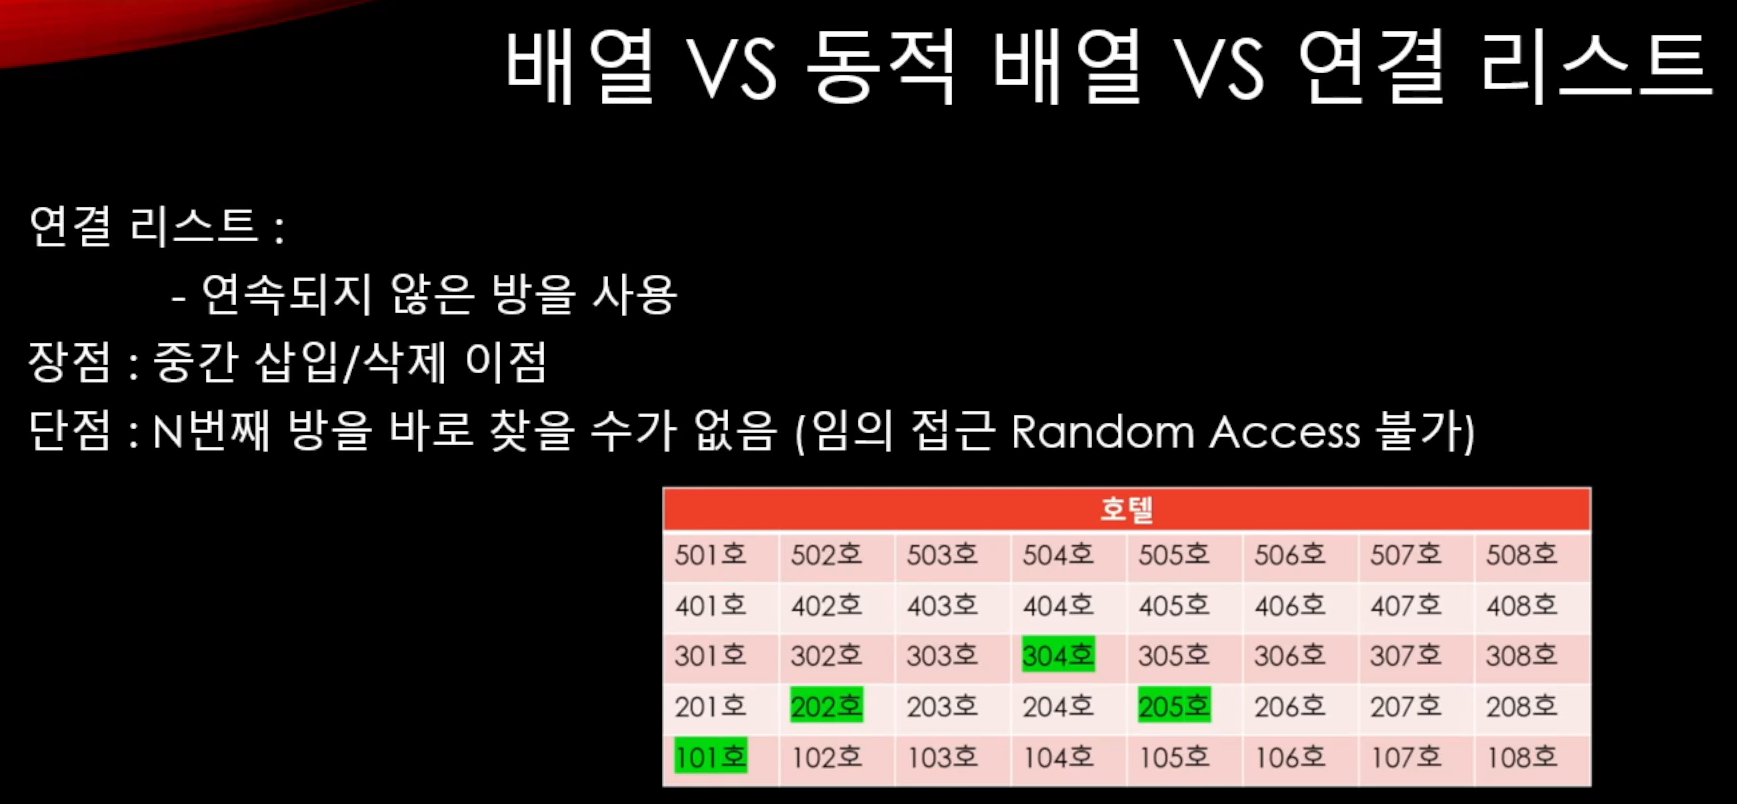 배열 VS 동적 배열 VS 연결 리스트
연결 리스트 :
- 연속되지 않은 방을 사용
장점 : 중간 삽입/삭제 이점
단점 : N번째 방을 바로 찾을 수가 없음 (임의 접근 Random Access 불가)
호텔
501호 502호 503호 504호 505호 506호 507호 508호
401호 402호 403호 404호 405호 406호 407호 408호
301호 302호 303호 304호 305호 306호 307호 308호
201호 202호 203호 204호 205호 206호 207호 208호
101호 102호 103호 104호 105호 106호 107호 108호